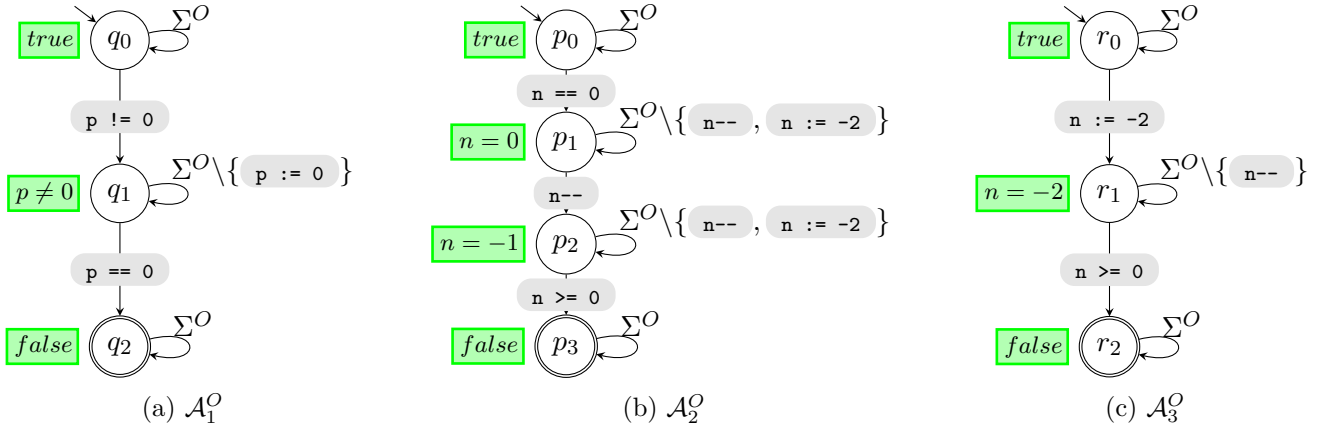 true q₀ Σᴼ
p != 0
p ≠ 0 q₁ Σᴼ\{ p := 0 }
p == 0
false q₂ Σᴼ
(a) 𝒜₁ᴼ
true p₀ Σᴼ
n == 0
n = 0 p₁ Σᴼ\{ n-- , n := -2 }
n--
n = −1 p₂ Σᴼ\{ n-- , n := -2 }
n >= 0
false p₃ Σᴼ
(b) 𝒜₂ᴼ
true r₀ Σᴼ
n := -2
n = −2 r₁ Σᴼ\{ n-- }
n >= 0
false r₂ Σᴼ
(c) 𝒜₃ᴼ